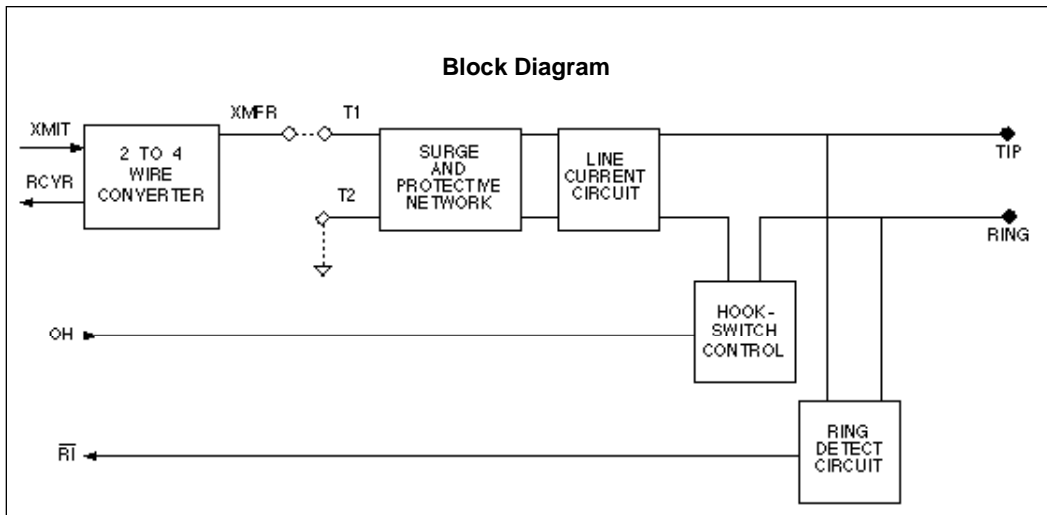 Block Diagram
XMFR
T1
XMIT
2 TO 4
WIRE
CONVERTER
RCVR
SURGE
AND
PROTECTIVE
NETWORK
LINE
CURRENT
CIRCUIT
TIP
T2
RING
OH
HOOK-
SWITCH
CONTROL
R̅I̅
RING
DETECT
CIRCUIT